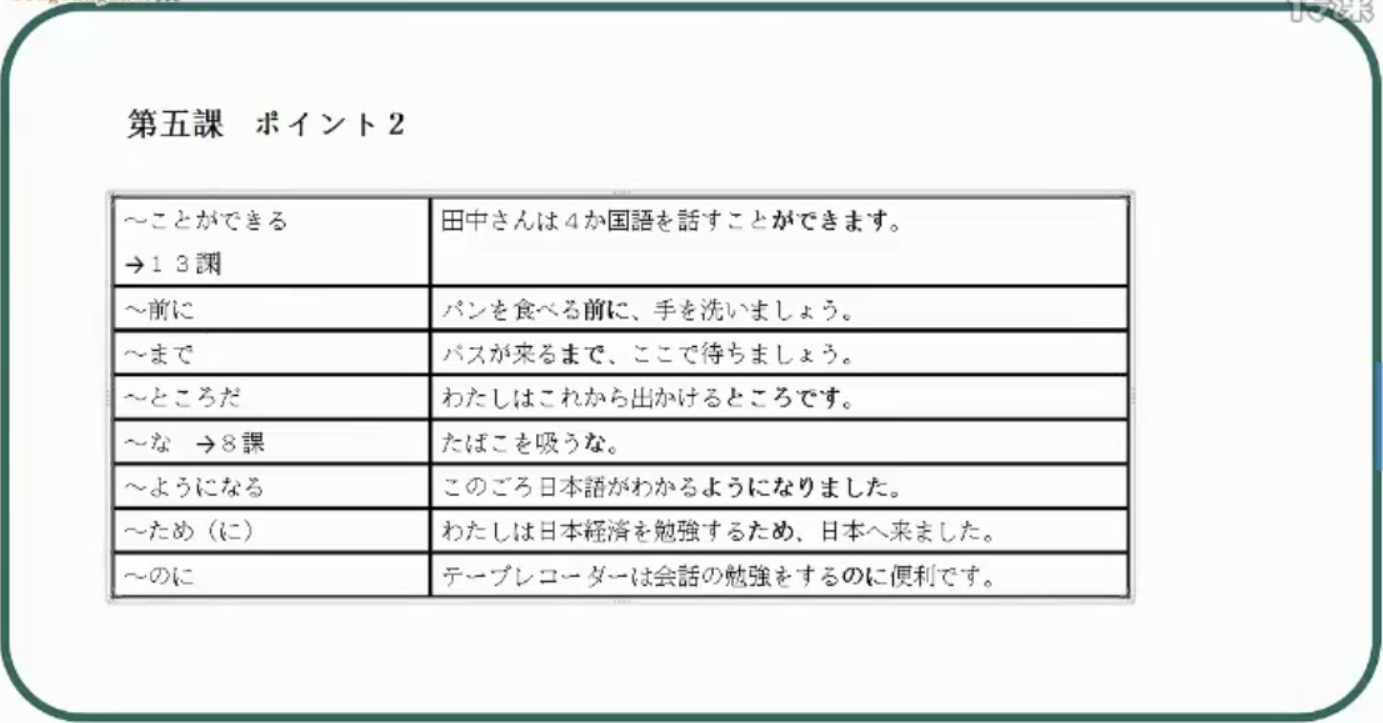 第五課　ポイント２
～ことができる
→１３課
田中さんは４か国語を話すことができます。
～前に
パンを食べる前に、手を洗いましょう。
～まで
バスが来るまで、ここで待ちましょう。
～ところだ
わたしはこれから出かけるところです。
～な　→８課
たばこを吸うな。
～ようになる
このごろ日本語がわかるようになりました。
～ため（に）
わたしは日本経済を勉強するため、日本へ来ました。
～のに
テープレコーダーは会話の勉強をするのに便利です。